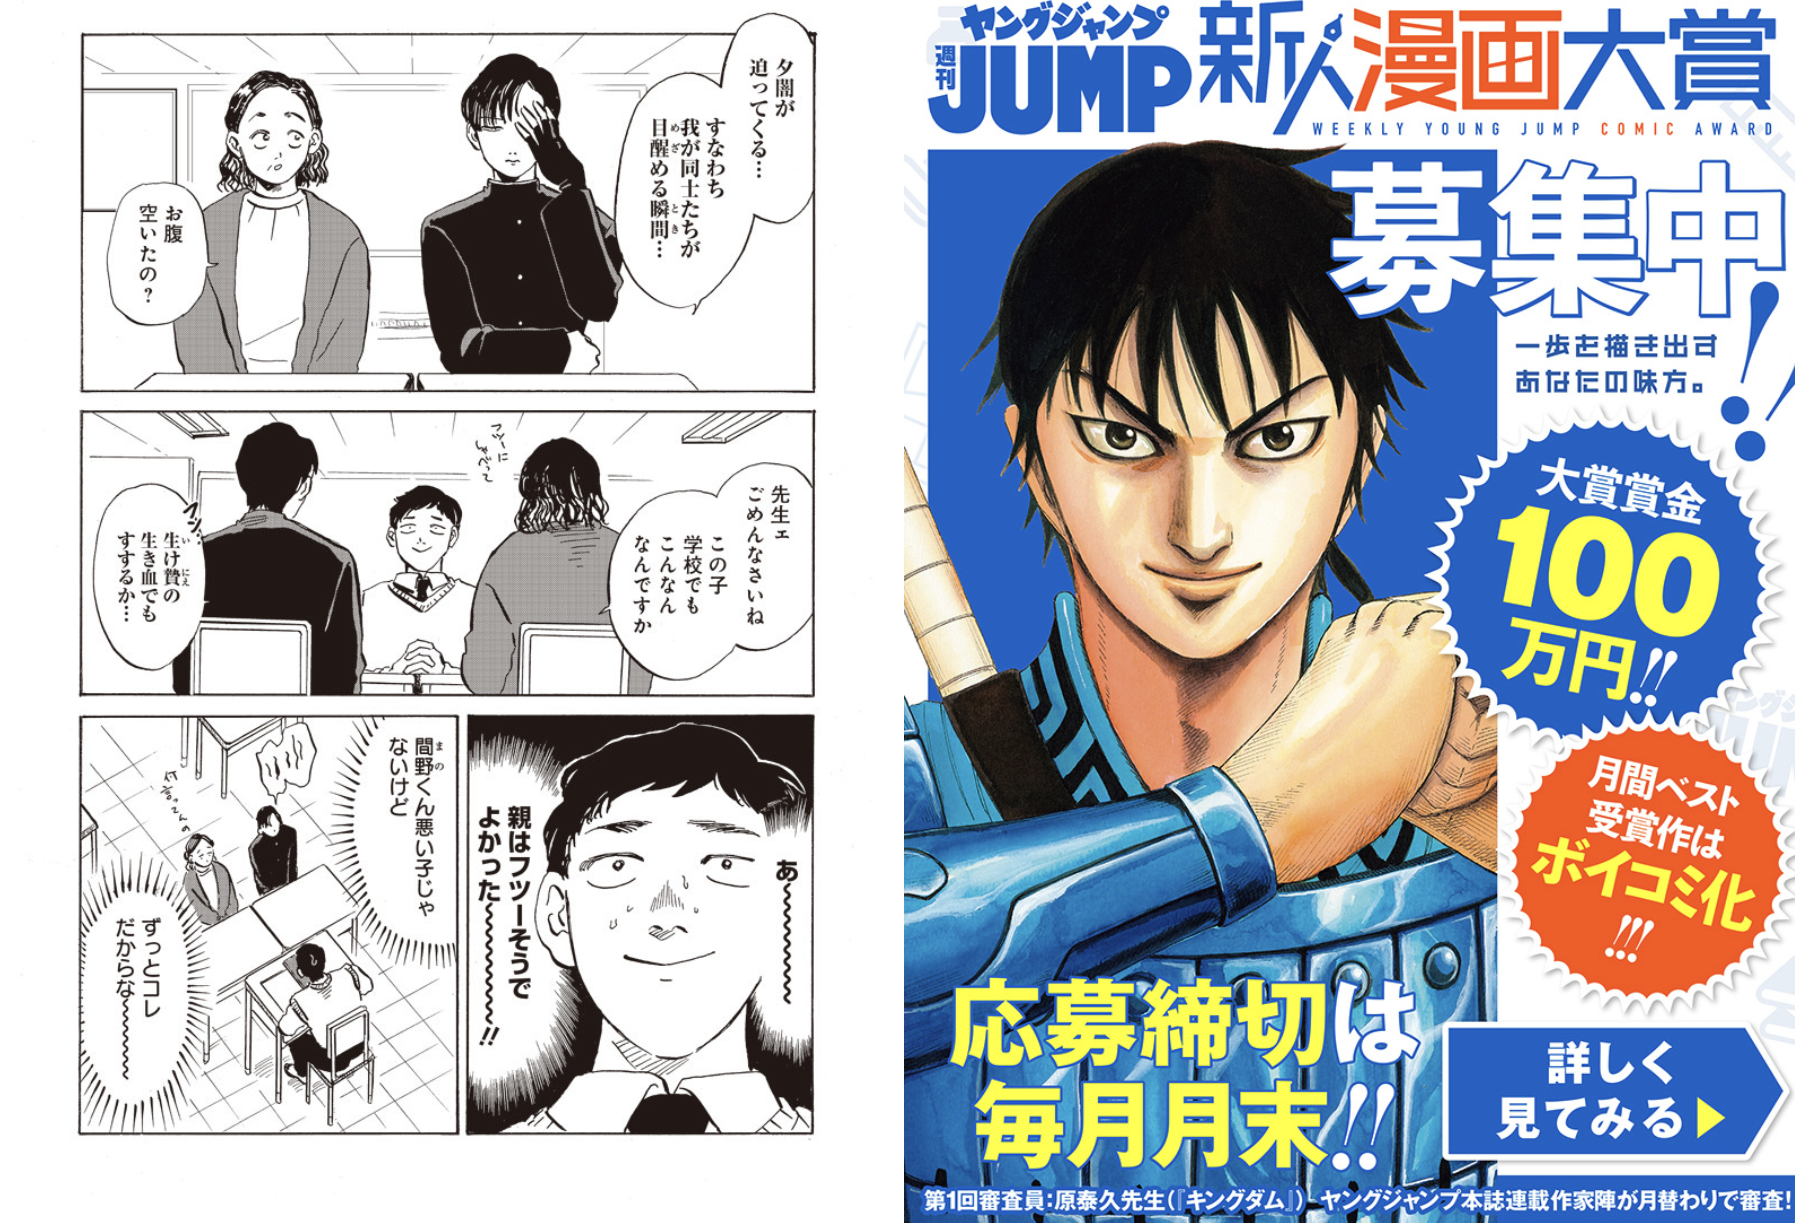 夕闇が
迫ってくる…
すなわち
我が同士たちが
目醒める瞬間…
めざ
とき
お腹
空いたの？
先生ェ
ごめんなさいね
この子
学校でも
こんなん
なんですか
フツーに
しゃべって
ブツ…
生け贄の
生き血でも
すするか…
い
にえ
あ〜〜〜〜
親はフツーそうで
よかった〜〜〜〜!!
間野くん悪い子じゃ
ないけど
まの
何
言ってんの
ずっとコレ
だからな〜〜〜〜
ヤングジャンプ
週刊
JUMP
新人漫画大賞
WEEKLY YOUNG JUMP COMIC AWARD
募集中!!
一歩を描き出す
あなたの味方。
大賞賞金
100
万円!!
月間ベスト
受賞作は
ボイコミ化
!!!
応募締切は
毎月月末!!
詳しく
見てみる▶
第1回審査員:原泰久先生(『キングダム』) ヤングジャンプ本誌連載作家陣が月替わりで審査!